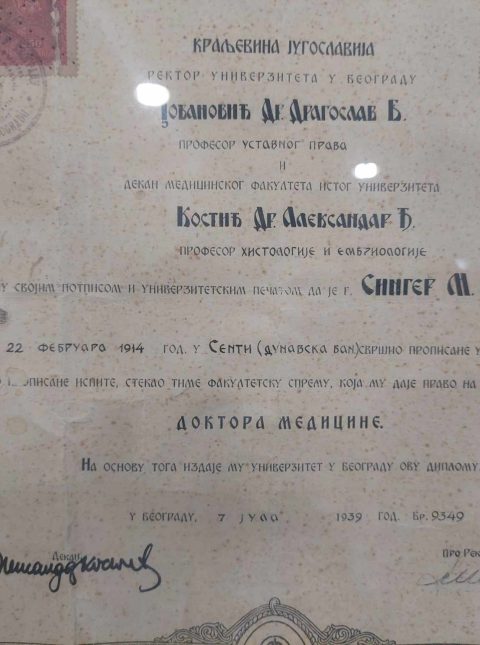 КРАЉЕВИНА ЈУГОСЛАВИЈА
РЕКТОР УНИВЕРЗИТЕТА У БЕОГРАДУ
ЈОВАНОВИЋ ДР. ДРАГОСЛАВ Б.
ПРОФЕСОР УСТАВНОГ ПРАВА
И
ДЕКАН МЕДИЦИНСКОГ ФАКУЛТЕТА ИСТОГ УНИВЕРЗИТЕТА
КОСТИЋ ДР. АЛЕКСАНДАР Ђ.
ПРОФЕСОР ХИСТОЛОГИЈЕ И ЕМБРИОЛОГИЈЕ
У СВОЈИМ ПОТПИСОМ И УНИВЕРЗИТЕТСКИМ ПЕЧАТОМ ДА ЈЕ Г. СИНГЕР М.
22 ФЕБРУАРА 1914 ГОД. У СЕНТИ (ДУНАВСКА БАН.) СВРШИО ПРОПИСАНЕ У
ИСПИТЕ, СТЕКАО ТИМЕ ФАКУЛТЕТСКУ СПРЕМУ, КОЈА МУ ДАЈЕ ПРАВО НА
ДОКТОРА МЕДИЦИНЕ.
НА ОСНОВУ ТОГА ИЗДАЈЕ МУ УНИВЕРЗИТЕТ У БЕОГРАДУ ОВУ ДИПЛОМУ
У БЕОГРАДУ, 7 ЈУЛА 1939 ГОД. БР. 9349
ДЕКАН
ПРО РЕК